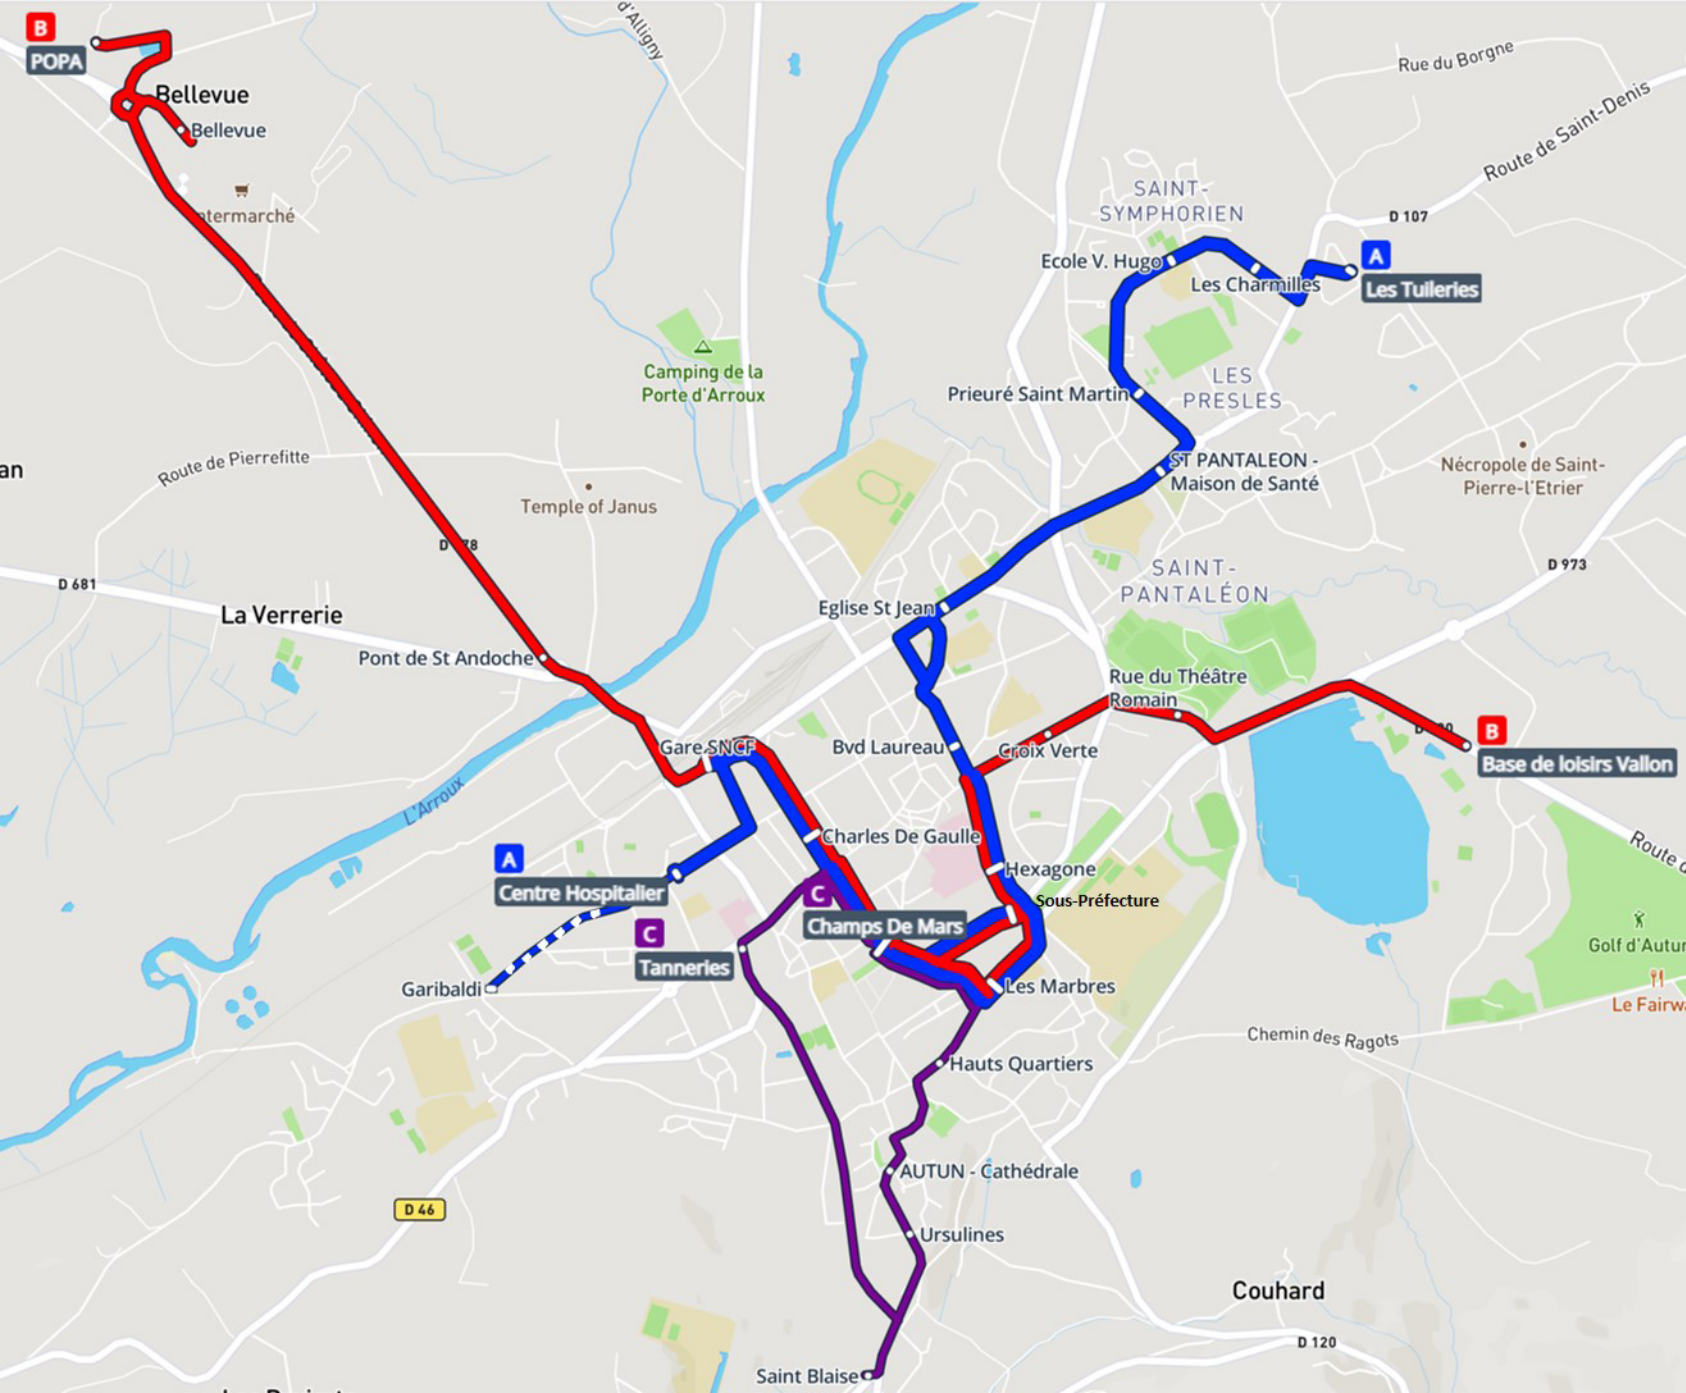 B
POPA
Bellevue
Bellevue
ntermarché
d'Alligny
Rue du Borgne
Route de Saint-Denis
SAINT-
SYMPHORIEN
D 107
Ecole V. Hugo
Les Charmilles
A
Les Tuileries
Camping de la
Porte d'Arroux
Prieuré Saint Martin
LES
PRESLES
Route de Pierrefitte
an
Temple of Janus
ST PANTALEON -
Maison de Santé
Nécropole de Saint-
Pierre-l'Etrier
D 78
D 681
La Verrerie
SAINT-
PANTALÉON
D 973
Eglise St Jean
Pont de St Andoche
Rue du Théâtre
Romain
Gare SNCF
Bvd Laureau
Croix Verte
B
Base de loisirs Vallon
L'Arroux
Charles De Gaulle
Route d
A
Centre Hospitalier
Hexagone
C
Champs De Mars
Sous-Préfecture
C
Tanneries
Golf d'Autun
Garibaldi
Les Marbres
Le Fairwa
Chemin des Ragots
Hauts Quartiers
AUTUN - Cathédrale
D 46
Ursulines
Couhard
D 120
Saint Blaise